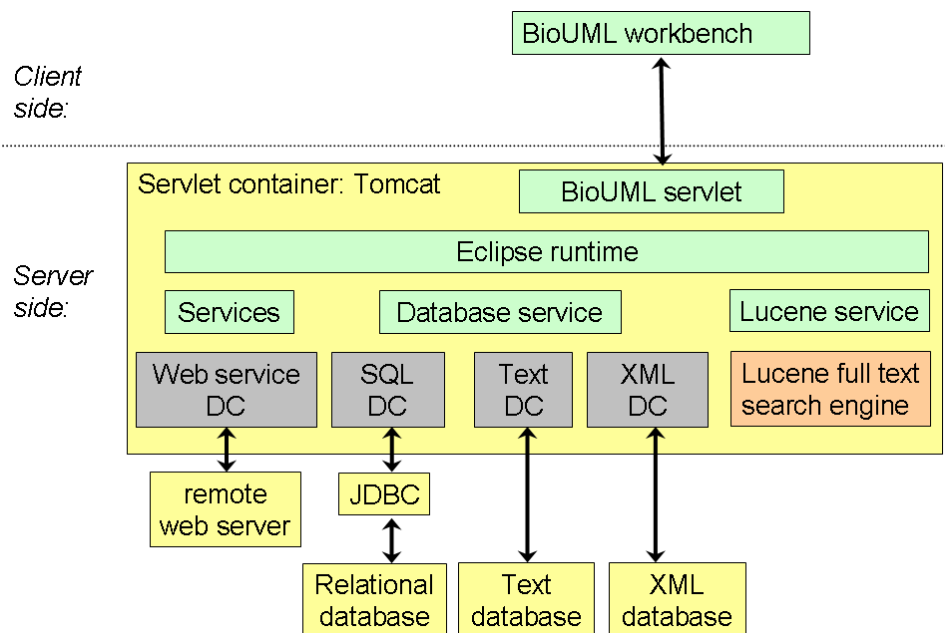 BioUML workbench
Client
side:
Servlet container: Tomcat
BioUML servlet
Eclipse runtime
Server
side:
Services
Database service
Lucene service
Web service
DC
SQL
DC
Text
DC
XML
DC
Lucene full text
search engine
remote
web server
JDBC
Relational
database
Text
database
XML
database